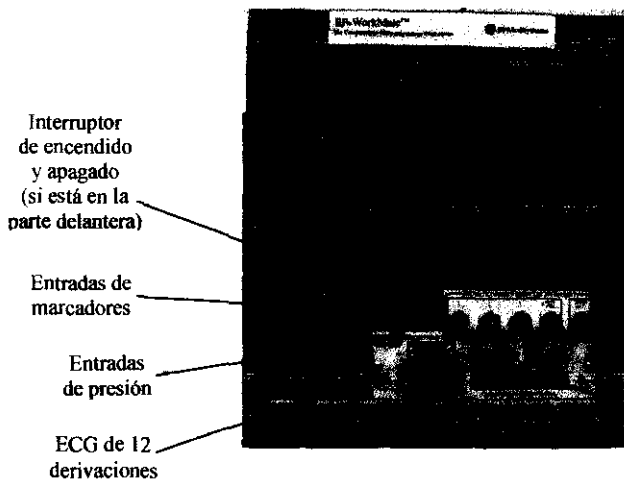 EP-WorkMate™
Interruptor
de encendido
y apagado
(si está en la
parte delantera)
Entradas de
marcadores
Entradas
de presión
ECG de 12
derivaciones